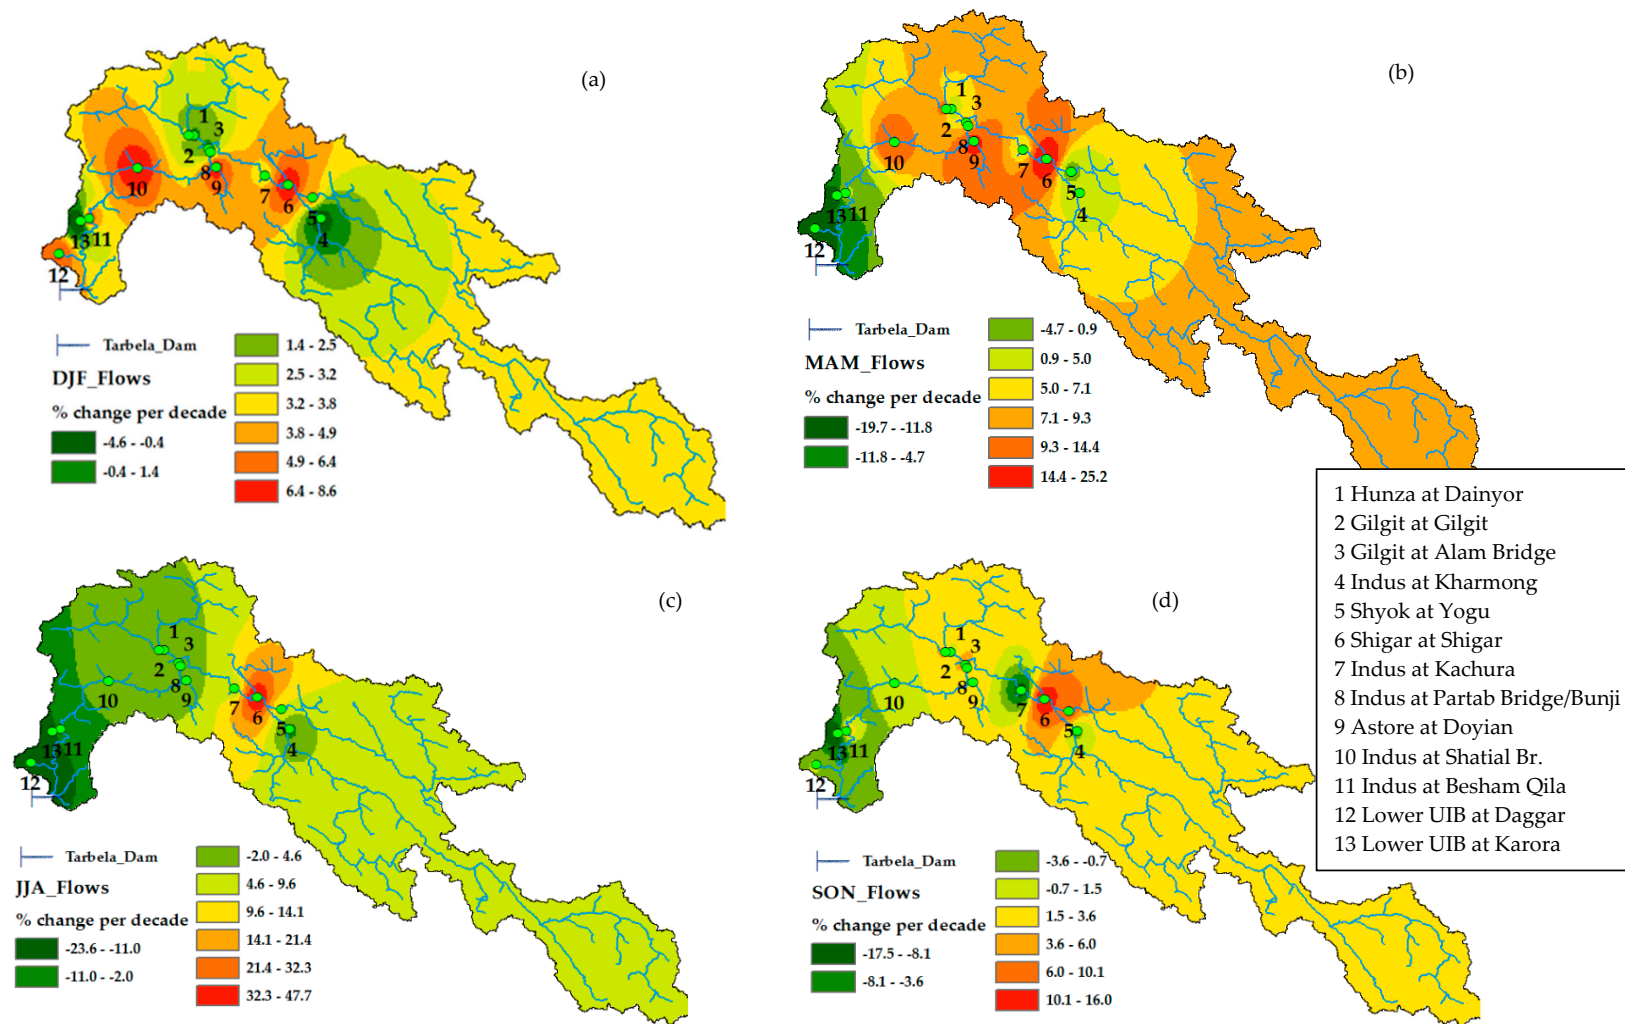 (a)
1
3
2
8
9
10
7
6
5
4
13
11
12
Tarbela_Dam
DJF_Flows
% change per decade
-4.6 - -0.4
-0.4 - 1.4
1.4 - 2.5
2.5 - 3.2
3.2 - 3.8
3.8 - 4.9
4.9 - 6.4
6.4 - 8.6
(b)
1
3
2
8
9
10
7
6
5
4
13
11
12
Tarbela_Dam
MAM_Flows
% change per decade
-19.7 - -11.8
-11.8 - -4.7
-4.7 - 0.9
0.9 - 5.0
5.0 - 7.1
7.1 - 9.3
9.3 - 14.4
14.4 - 25.2
1 Hunza at Dainyor
2 Gilgit at Gilgit
3 Gilgit at Alam Bridge
4 Indus at Kharmong
5 Shyok at Yogu
6 Shigar at Shigar
7 Indus at Kachura
8 Indus at Partab Bridge/Bunji
9 Astore at Doyian
10 Indus at Shatial Br.
11 Indus at Besham Qila
12 Lower UIB at Daggar
13 Lower UIB at Karora
(c)
1
3
2
8
9
10
7
6
5
4
13
11
12
Tarbela_Dam
JJA_Flows
% change per decade
-23.6 - -11.0
-11.0 - -2.0
-2.0 - 4.6
4.6 - 9.6
9.6 - 14.1
14.1 - 21.4
21.4 - 32.3
32.3 - 47.7
(d)
1
3
2
8
9
10
7
6
5
4
13
11
12
Tarbela_Dam
SON_Flows
% change per decade
-17.5 - -8.1
-8.1 - -3.6
-3.6 - -0.7
-0.7 - 1.5
1.5 - 3.6
3.6 - 6.0
6.0 - 10.1
10.1 - 16.0